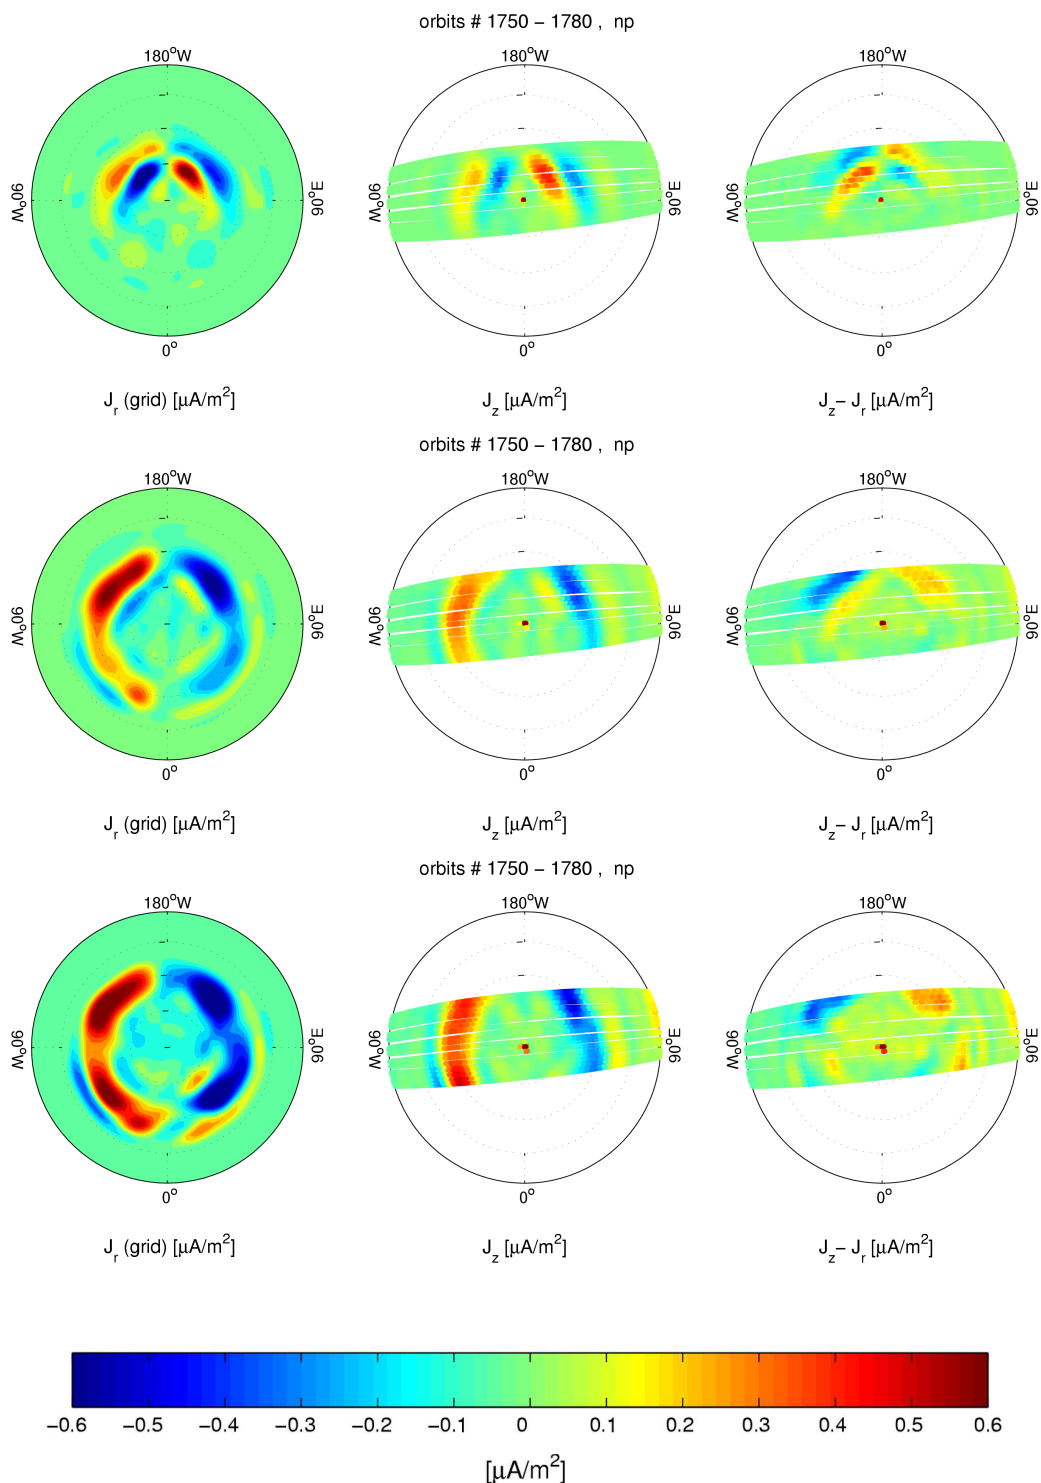 orbits # 1750 − 1780 , np
180°W 180°W 180°W
90°W 90°E 90°W 90°E 90°W 90°E
0° 0° 0°
J_r (grid) [μA/m²] J_z [μA/m²] J_z − J_r [μA/m²]
orbits # 1750 − 1780 , np
180°W 180°W 180°W
90°W 90°E 90°W 90°E 90°W 90°E
0° 0° 0°
J_r (grid) [μA/m²] J_z [μA/m²] J_z − J_r [μA/m²]
orbits # 1750 − 1780 , np
180°W 180°W 180°W
90°W 90°E 90°W 90°E 90°W 90°E
0° 0° 0°
J_r (grid) [μA/m²] J_z [μA/m²] J_z − J_r [μA/m²]
−0.6 −0.5 −0.4 −0.3 −0.2 −0.1 0 0.1 0.2 0.3 0.4 0.5 0.6
[μA/m²]